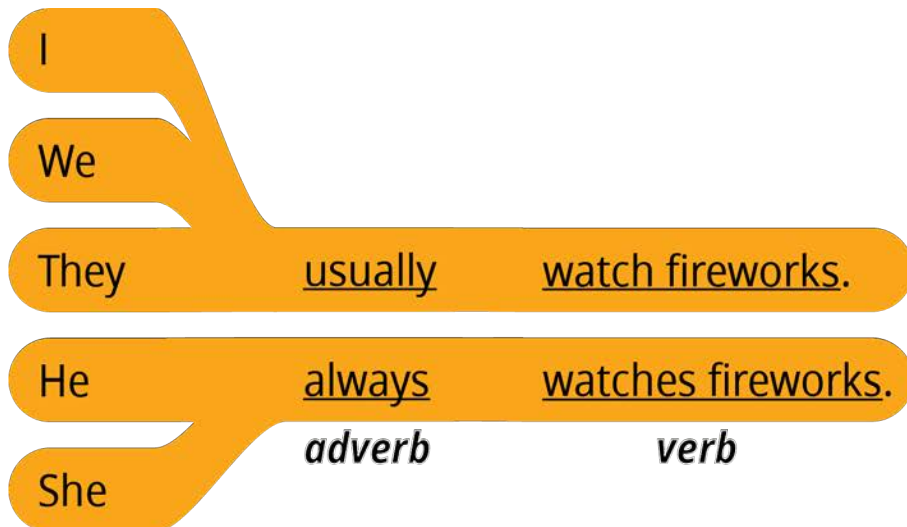 I
We
They usually watch fireworks.
He always watches fireworks.
adverb verb
She